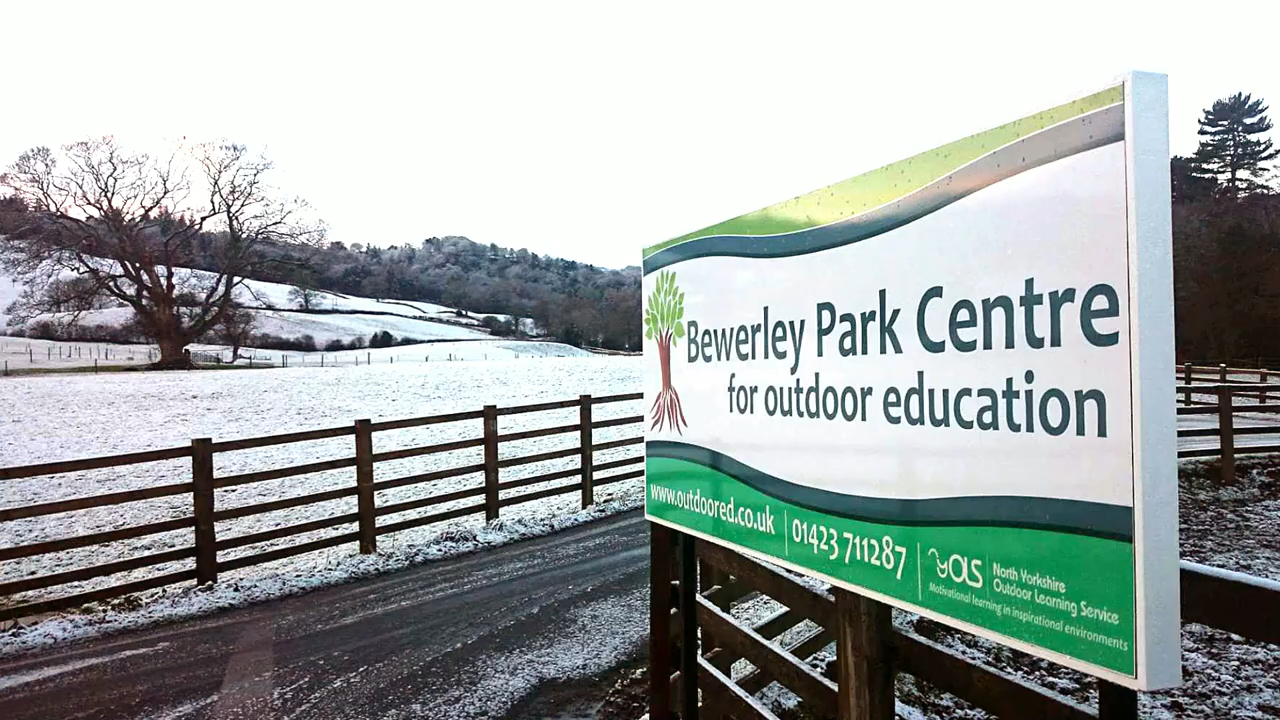 Bewerley Park Centre
for outdoor education
www.outdoored.co.uk | 01423 711287
OLS
North Yorkshire
Outdoor Learning Service
Motivational learning in inspirational environments